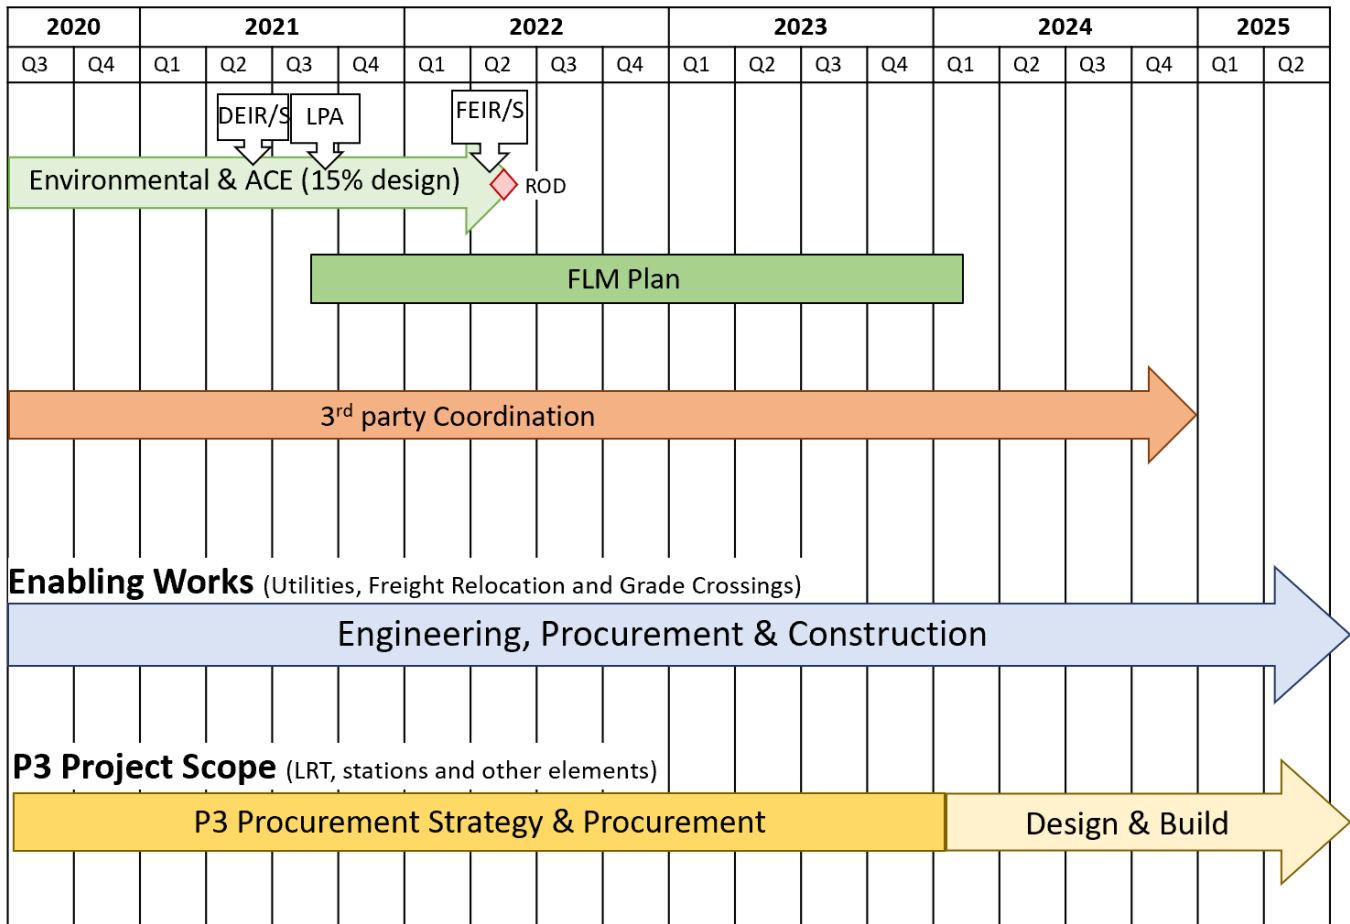 2020 2021 2022 2023 2024 2025
Q3 Q4 Q1 Q2 Q3 Q4 Q1 Q2 Q3 Q4 Q1 Q2 Q3 Q4 Q1 Q2 Q3 Q4 Q1 Q2
DEIR/S LPA FEIR/S
Environmental & ACE (15% design)
ROD
FLM Plan
3rd party Coordination
Enabling Works (Utilities, Freight Relocation and Grade Crossings)
Engineering, Procurement & Construction
P3 Project Scope (LRT, stations and other elements)
P3 Procurement Strategy & Procurement
Design & Build